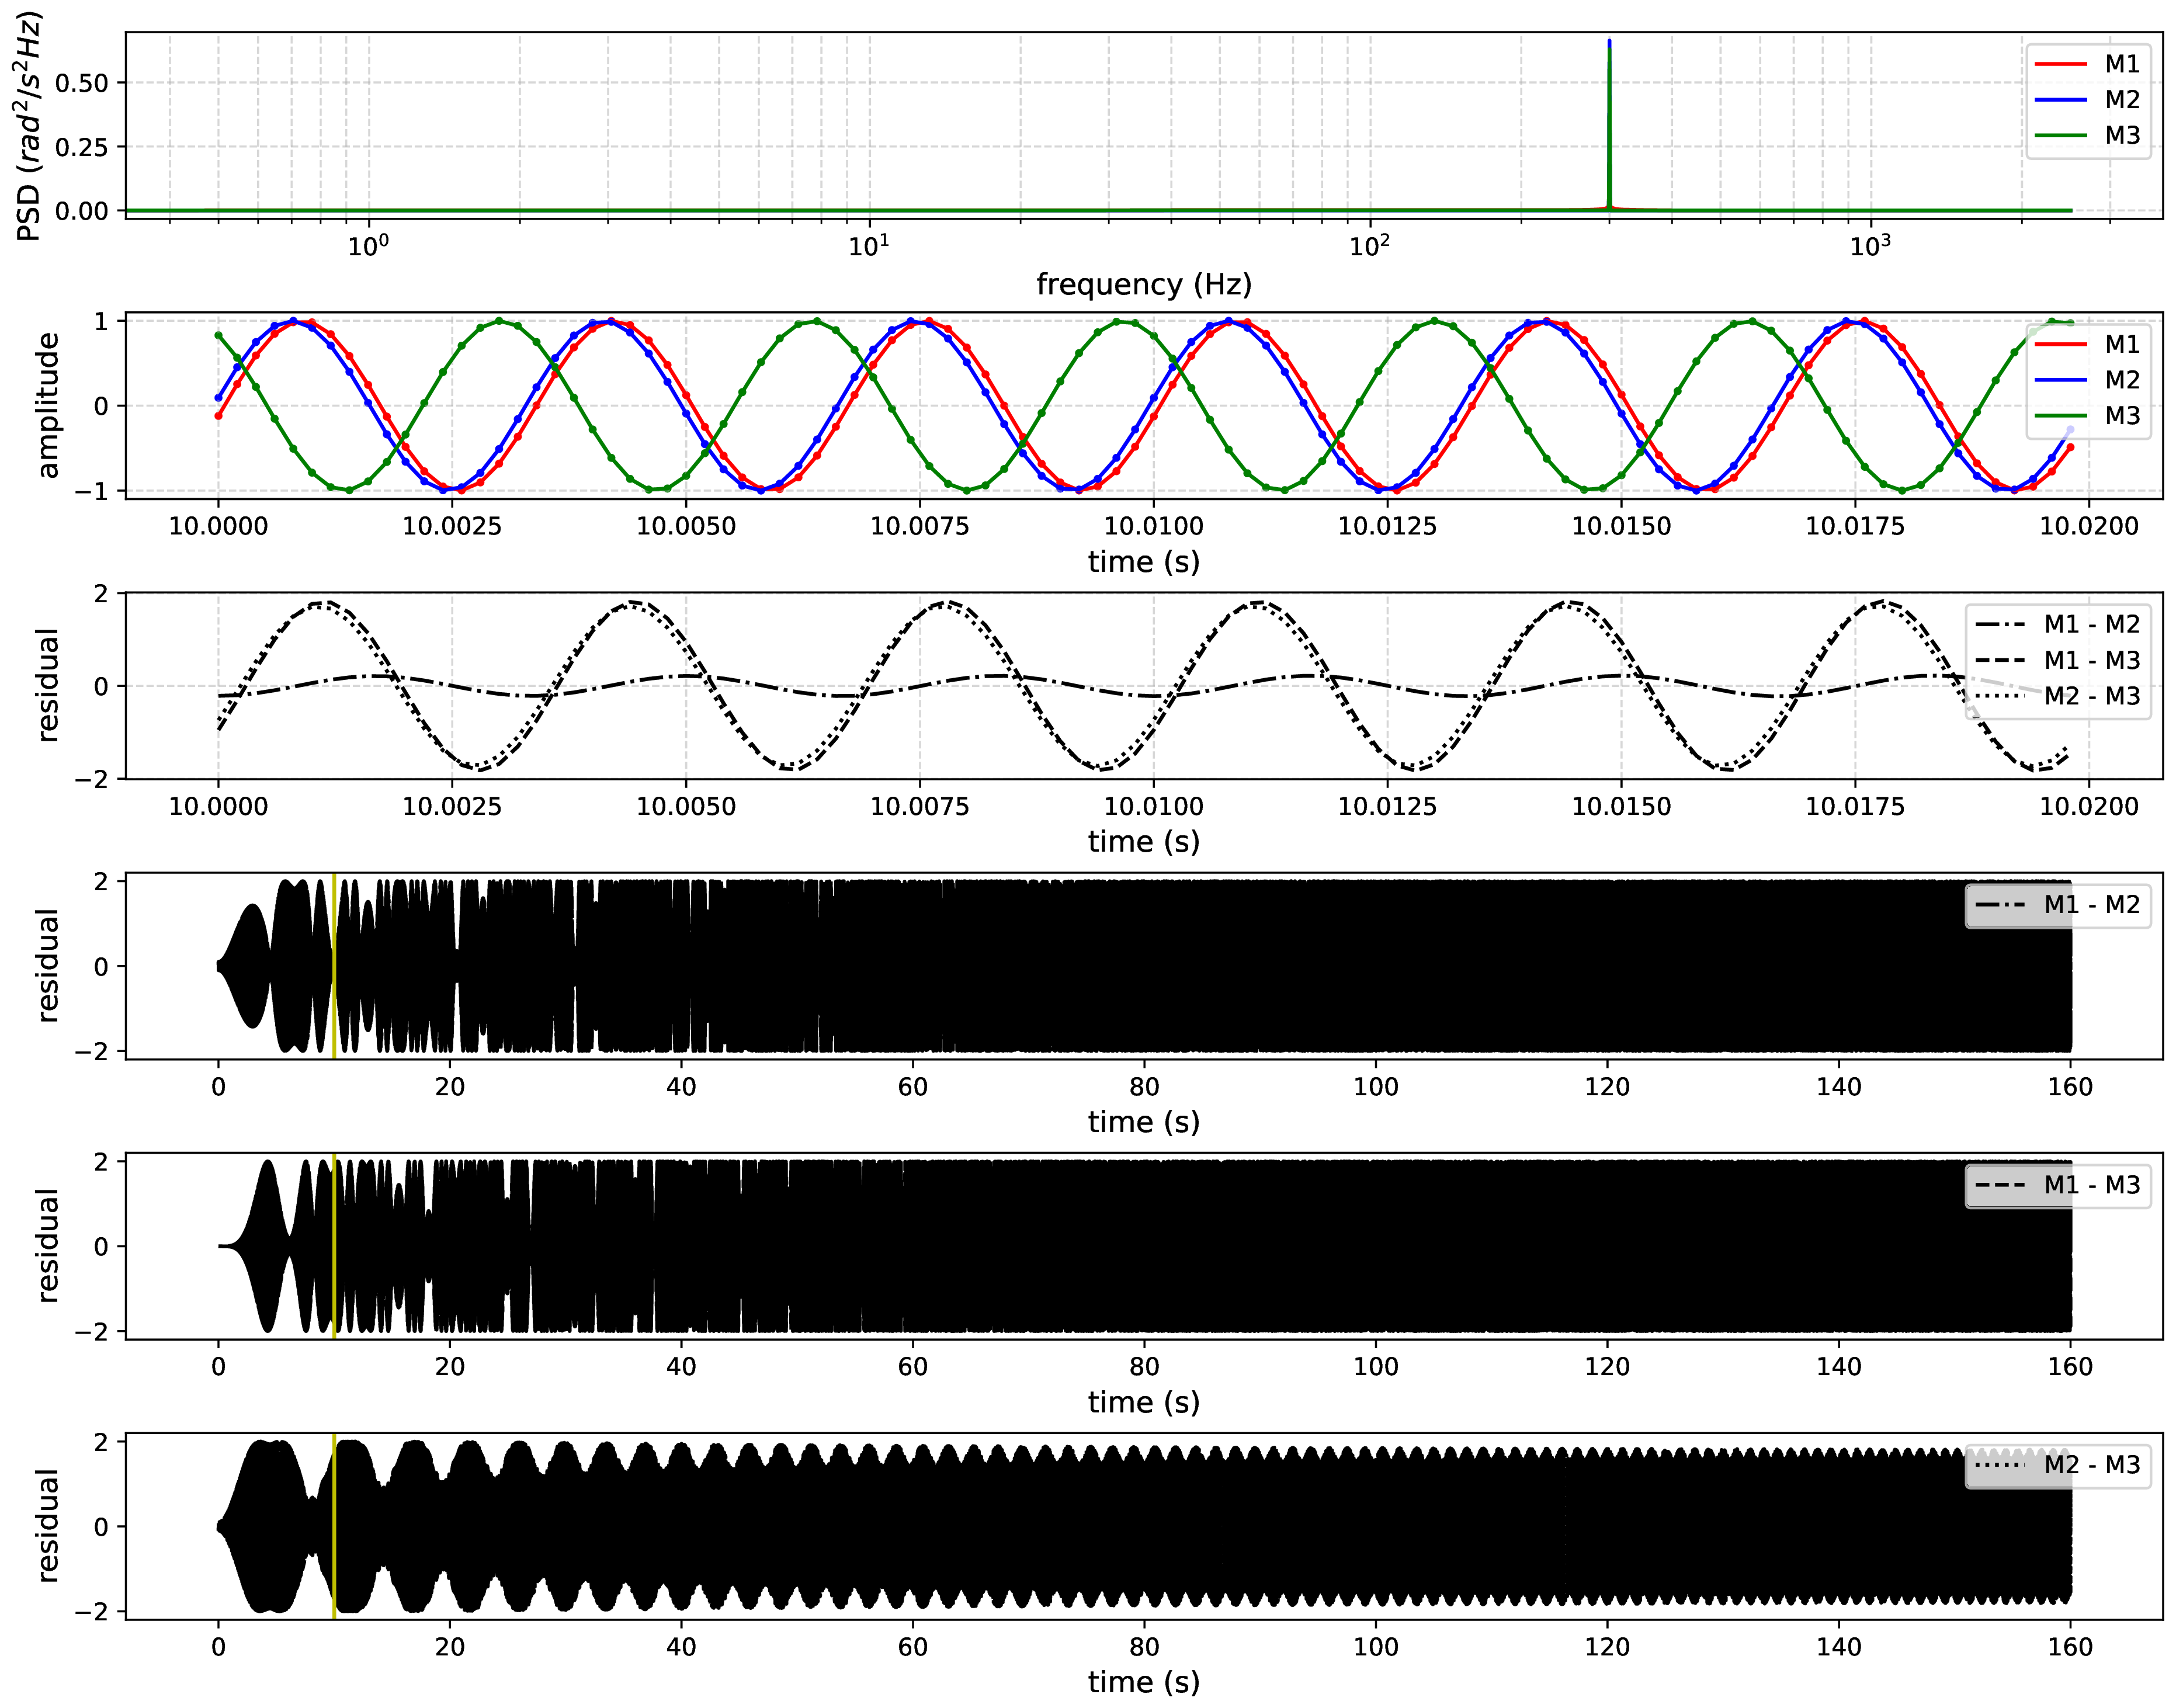 PSD (rad²/s²Hz)
0.50
0.25
0.00
M1
M2
M3
10⁰ 10¹ 10² 10³
frequency (Hz)
amplitude
1
0
−1
M1
M2
M3
10.0000 10.0025 10.0050 10.0075 10.0100 10.0125 10.0150 10.0175 10.0200
time (s)
residual
2
0
−2
M1 - M2
M1 - M3
M2 - M3
10.0000 10.0025 10.0050 10.0075 10.0100 10.0125 10.0150 10.0175 10.0200
time (s)
residual
2
0
−2
M1 - M2
0 20 40 60 80 100 120 140 160
time (s)
residual
2
0
−2
M1 - M3
0 20 40 60 80 100 120 140 160
time (s)
residual
2
0
−2
M2 - M3
0 20 40 60 80 100 120 140 160
time (s)